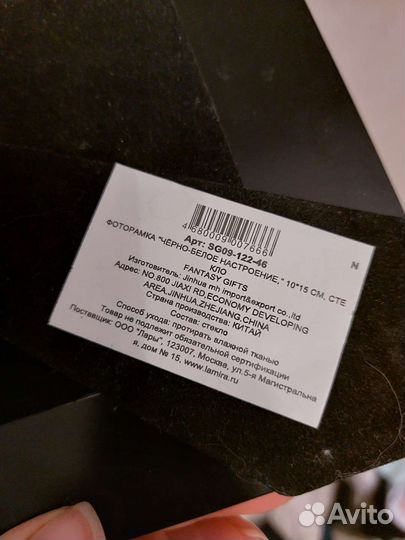 4680009007666
Арт: SG09-122-46
ФОТОРАМКА "ЧЕРНО-БЕЛОЕ НАСТРОЕНИЕ," 10*15 СМ, СТЕ
КЛО
FANTASY GIFTS
Изготовитель: Jinhua mh import&export co.,ltd
Адрес: NO.800 JIAXI RD,ECONOMY DEVELOPING
AREA,JINHUA,ZHEJIANG,CHINA
Страна производства: КИТАЙ
Состав: стекло
Способ ухода: протирать влажной тканью
Товар не подлежит обязательной сертификации
Поставщик: ООО "Лары", 123007, Москва, ул.5-я Магистральна
я, дом № 15, www.lamira.ru
N
Avito